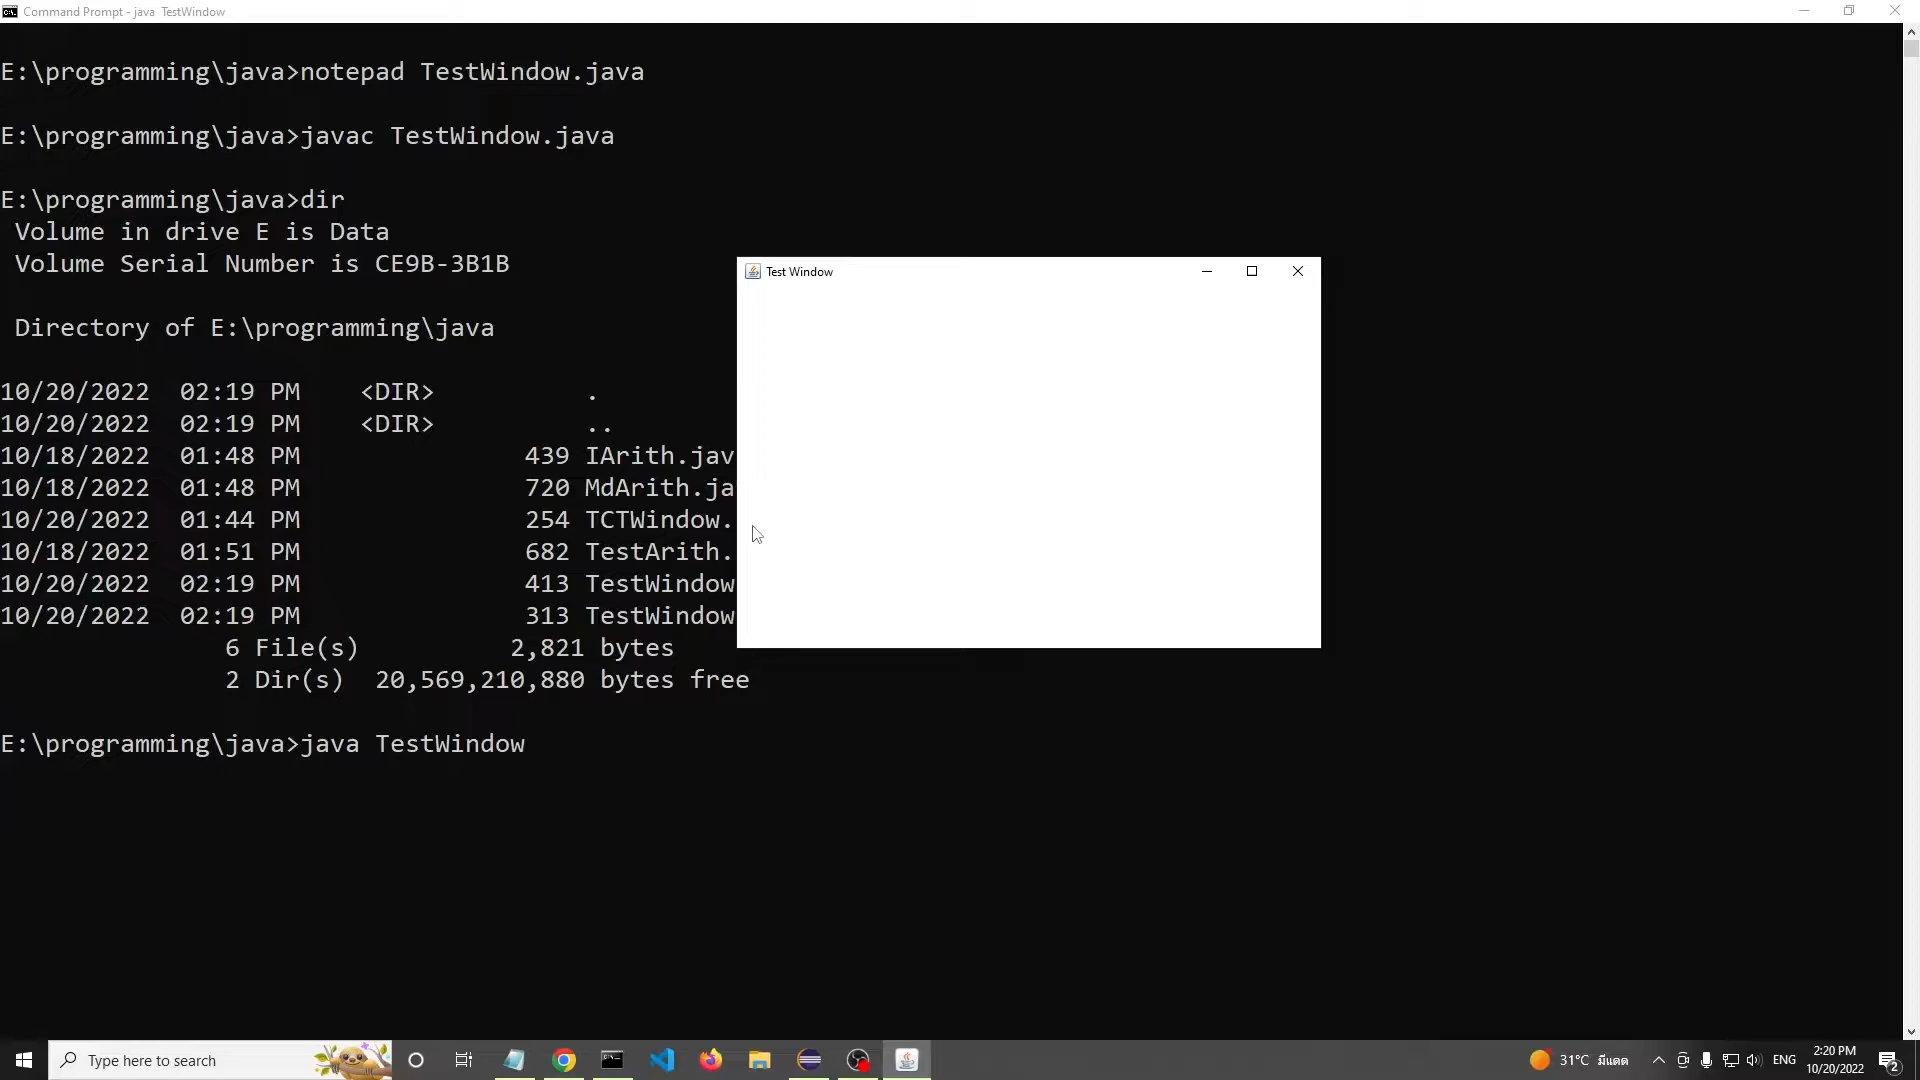 Command Prompt - java  TestWindow
E:\programming\java>notepad TestWindow.java
E:\programming\java>javac TestWindow.java
E:\programming\java>dir
Volume in drive E is Data
Volume Serial Number is CE9B-3B1B
Test Window
Directory of E:\programming\java
10/20/2022  02:19 PM    <DIR>          .
10/20/2022  02:19 PM    <DIR>          ..
10/18/2022  01:48 PM               439 IArith.jav
10/18/2022  01:48 PM               720 MdArith.ja
10/20/2022  01:44 PM               254 TCTWindow.
10/18/2022  01:51 PM               682 TestArith.
10/20/2022  02:19 PM               413 TestWindow
10/20/2022  02:19 PM               313 TestWindow
6 File(s)          2,821 bytes
2 Dir(s)  20,569,210,880 bytes free
E:\programming\java>java TestWindow
Type here to search
31°C มีแดด
ENG
2:20 PM
10/20/2022
2